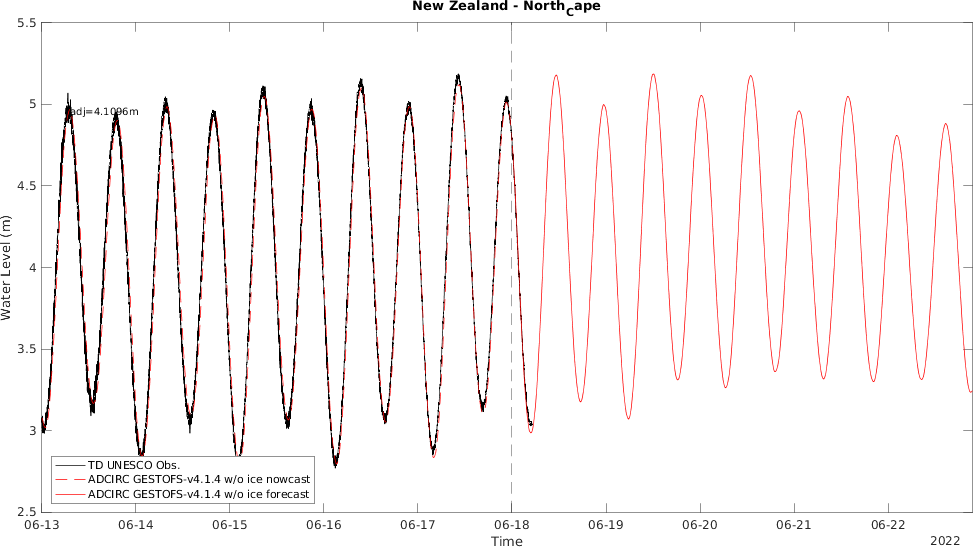 New Zealand - NorthCape
5.5
adj=4.1096m
5
4.5
4
3.5
3
2.5
Water Level (m)
TD UNESCO Obs.
ADCIRC GESTOFS-v4.1.4 w/o ice nowcast
ADCIRC GESTOFS-v4.1.4 w/o ice forecast
06-13 06-14 06-15 06-16 06-17 06-18 06-19 06-20 06-21 06-22
Time
2022